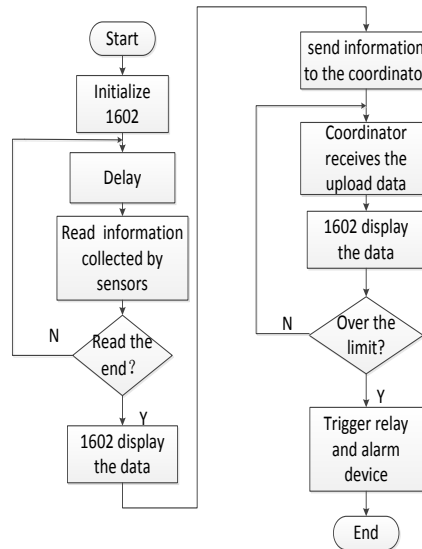 Start
Initialize
1602
Delay
Read information
collected by
sensors
N
Read the
end？
Y
1602 display
the data
send information
to the coordinator
Coordinator
receives the
upload data
1602 display
the data
N
Over the
limit?
Y
Trigger relay
and alarm
device
End